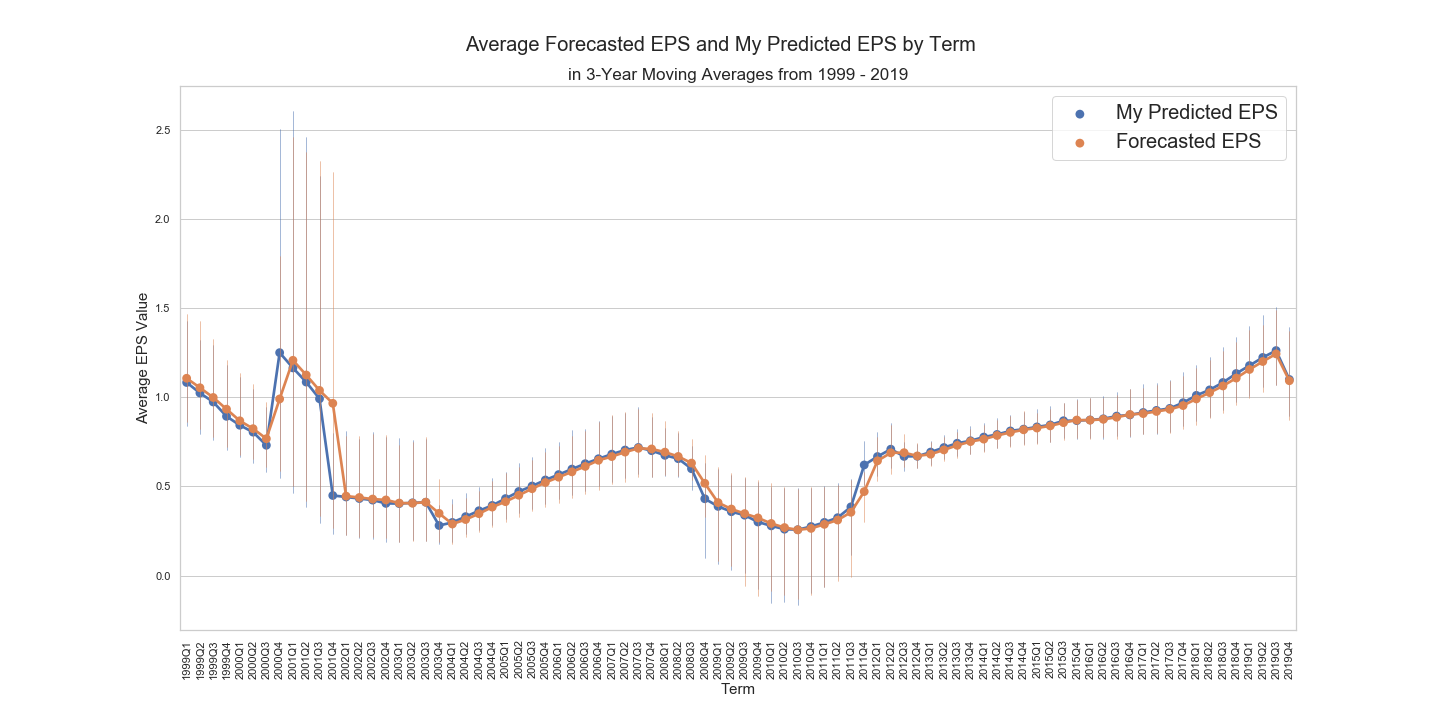 Average Forecasted EPS and My Predicted EPS by Term
in 3-Year Moving Averages from 1999 - 2019
My Predicted EPS
Forecasted EPS
Average EPS Value
2.5
2.0
1.5
1.0
0.5
0.0
1999Q1
1999Q2
1999Q3
1999Q4
2000Q1
2000Q2
2000Q3
2000Q4
2001Q1
2001Q2
2001Q3
2001Q4
2002Q1
2002Q2
2002Q3
2002Q4
2003Q1
2003Q2
2003Q3
2003Q4
2004Q1
2004Q2
2004Q3
2004Q4
2005Q1
2005Q2
2005Q3
2005Q4
2006Q1
2006Q2
2006Q3
2006Q4
2007Q1
2007Q2
2007Q3
2007Q4
2008Q1
2008Q2
2008Q3
2008Q4
2009Q1
2009Q2
2009Q3
2009Q4
2010Q1
2010Q2
2010Q3
2010Q4
2011Q1
2011Q2
2011Q3
2011Q4
2012Q1
2012Q2
2012Q3
2012Q4
2013Q1
2013Q2
2013Q3
2013Q4
2014Q1
2014Q2
2014Q3
2014Q4
2015Q1
2015Q2
2015Q3
2015Q4
2016Q1
2016Q2
2016Q3
2016Q4
2017Q1
2017Q2
2017Q3
2017Q4
2018Q1
2018Q2
2018Q3
2018Q4
2019Q1
2019Q2
2019Q3
2019Q4
Term